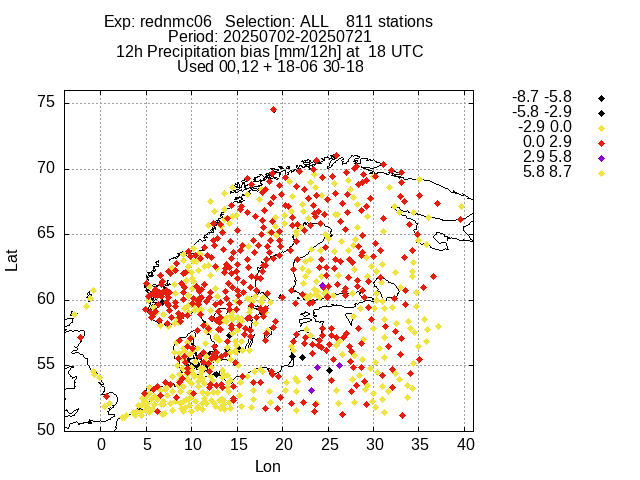 Exp: rednmc06   Selection: ALL    811 stations
Period: 20250702-20250721
12h Precipitation bias [mm/12h] at  18 UTC
Used 00,12 + 18-06 30-18
-8.7 -5.8
-5.8 -2.9
-2.9 0.0
0.0 2.9
2.9 5.8
5.8 8.7
75
70
65
60
55
50
Lat
0 5 10 15 20 25 30 35 40
Lon